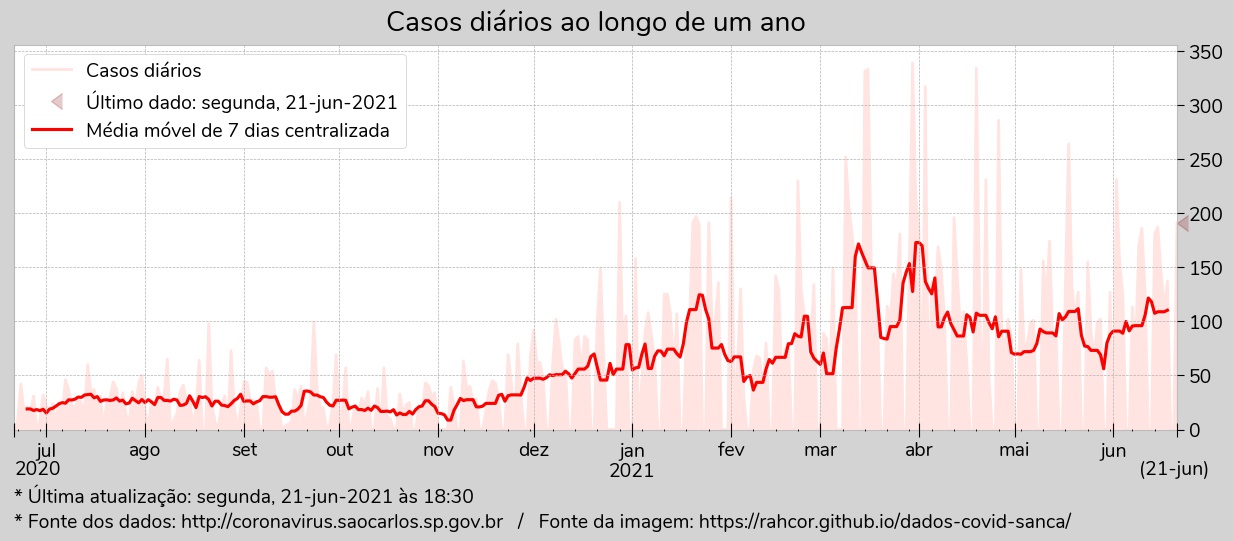 Casos diários ao longo de um ano
Casos diários
Último dado: segunda, 21-jun-2021
Média móvel de 7 dias centralizada
350
300
250
200
150
100
50
0
jul ago set out nov dez jan fev mar abr mai jun
2020 2021 (21-jun)
* Última atualização: segunda, 21-jun-2021 às 18:30
* Fonte dos dados: http://coronavirus.saocarlos.sp.gov.br / Fonte da imagem: https://rahcor.github.io/dados-covid-sanca/